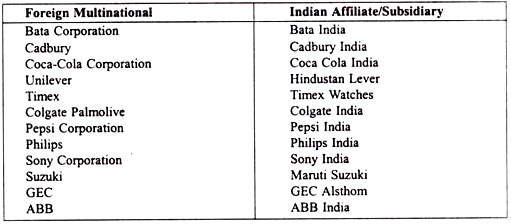 Foreign Multinational Indian Affiliate/Subsidiary
Bata Corporation Bata India
Cadbury Cadbury India
Coca-Cola Corporation Coca Cola India
Unilever Hindustan Lever
Timex Timex Watches
Colgate Palmolive Colgate India
Pepsi Corporation Pepsi India
Philips Philips India
Sony Corporation Sony India
Suzuki Maruti Suzuki
GEC GEC Alsthom
ABB ABB India